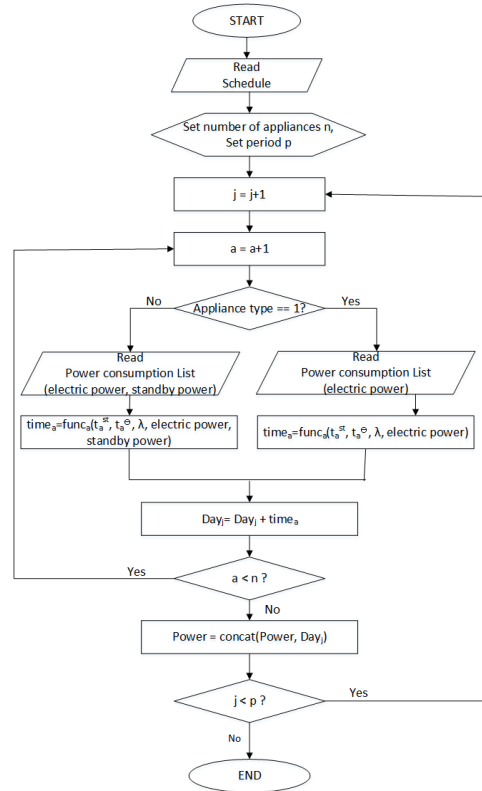 START
Read
Schedule
Set number of appliances n,
Set period p
j = j+1
a = a+1
No
Appliance type == 1?
Yes
Read
Power consumption List
(electric power, standby power)
Read
Power consumption List
(electric power)
timeₐ=funcₐ(tₐˢᵗ, tₐᶱ, λ, electric power,
standby power)
timeₐ=funcₐ(tₐˢᵗ, tₐᶱ, λ, electric power)
Dayⱼ= Dayⱼ + timeₐ
Yes
a < n ?
No
Power = concat(Power, Dayⱼ)
j < p ?
Yes
No
END